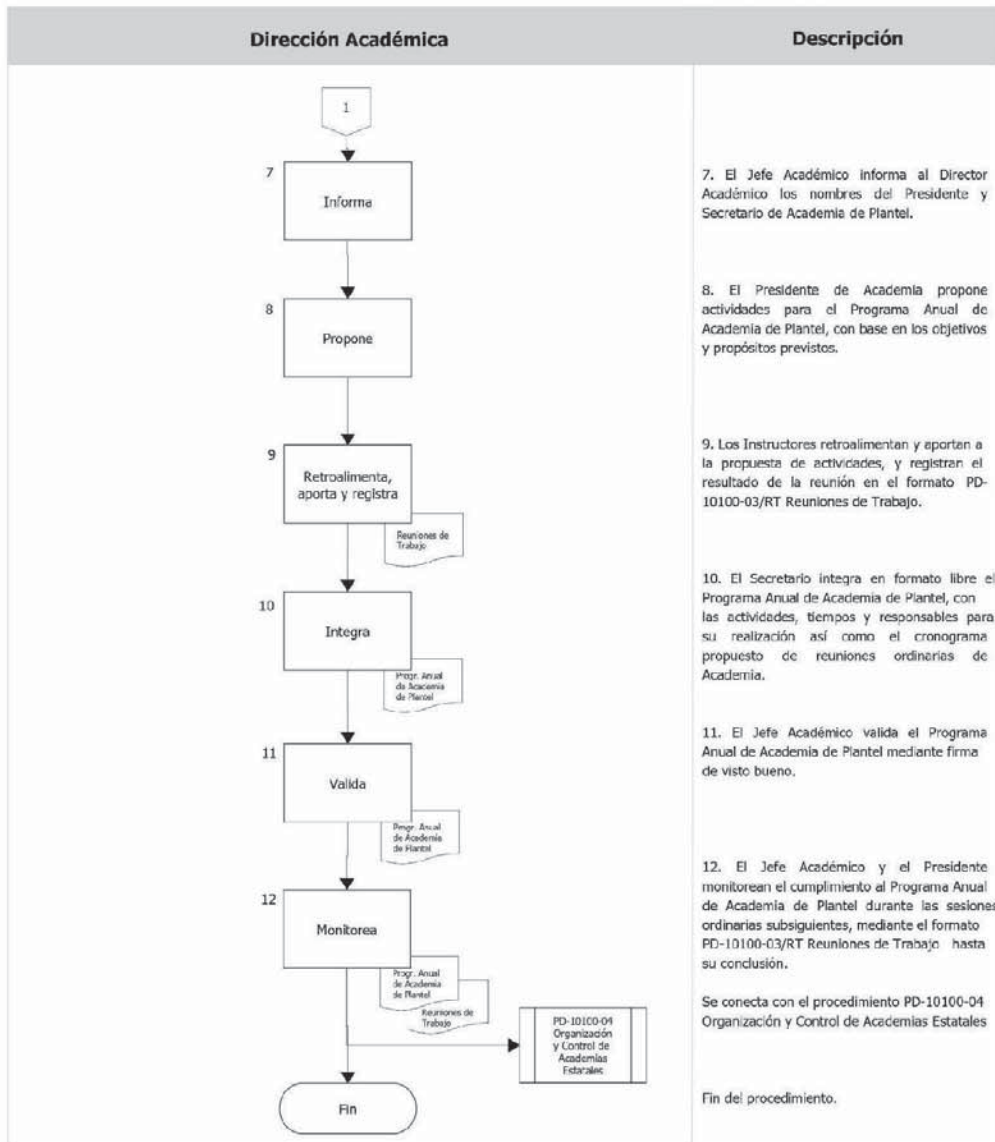 Dirección Académica
Descripción
1
7
Informa
7. El Jefe Académico informa al Director
Académico los nombres del Presidente y
Secretario de Academia de Plantel.
8
Propone
8. El Presidente de Academia propone
actividades para el Programa Anual de
Academia de Plantel, con base en los objetivos
y propósitos previstos.
9
Retroalimenta,
aporta y registra
Reuniones de
Trabajo
9. Los Instructores retroalimentan y aportan a
la propuesta de actividades, y registran el
resultado de la reunión en el formato PD-
10100-03/RT Reuniones de Trabajo.
10
Integra
Progr. Anual
de Academia
de Plantel
10. El Secretario integra en formato libre el
Programa Anual de Academia de Plantel, con
las actividades, tiempos y responsables para
su realización así como el cronograma
propuesto de reuniones ordinarias de
Academia.
11
Valida
Progr. Anual
de Academia
de Plantel
11. El Jefe Académico valida el Programa
Anual de Academia de Plantel mediante firma
de visto bueno.
12
Monitorea
Progr. Anual
de Academia
de Plantel
Reuniones de
Trabajo
12. El Jefe Académico y el Presidente
monitorean el cumplimiento al Programa Anual
de Academia de Plantel durante las sesiones
ordinarias subsiguientes, mediante el formato
PD-10100-03/RT Reuniones de Trabajo hasta
su conclusión.
PD-10100-04
Organización
y Control de
Academias
Estatales
Se conecta con el procedimiento PD-10100-04
Organización y Control de Academias Estatales
Fin
Fin del procedimiento.